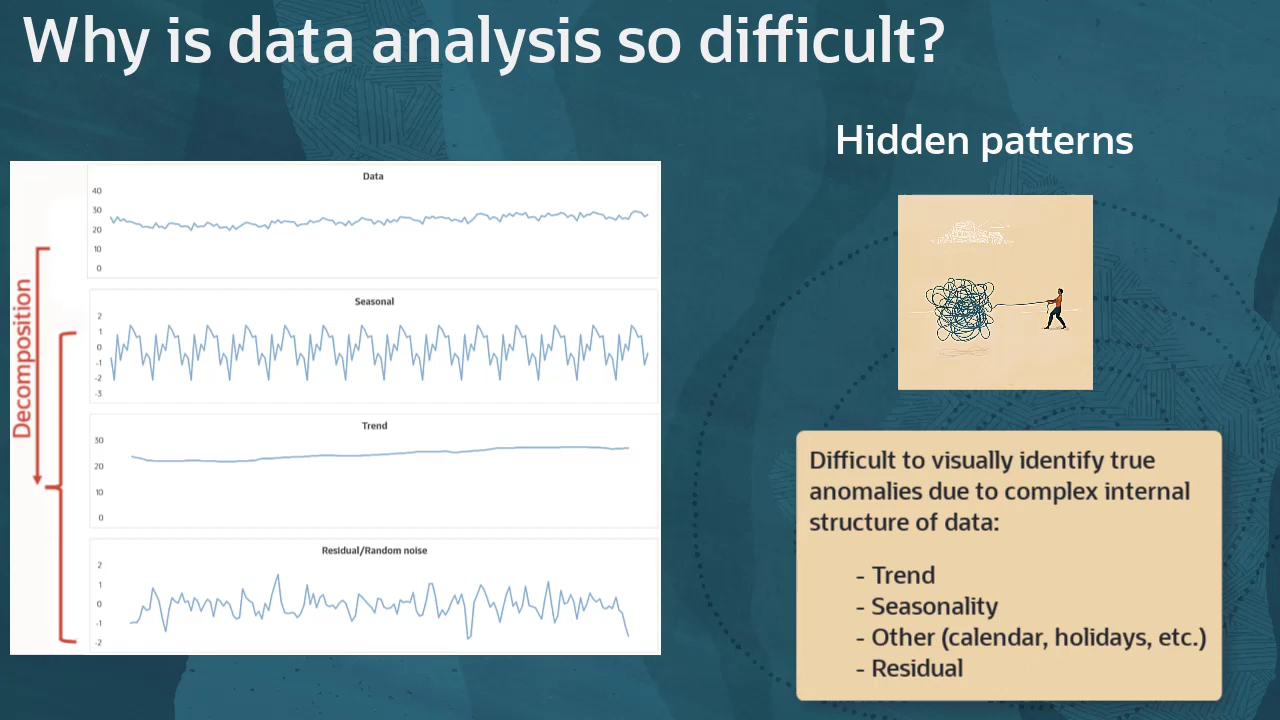 Why is data analysis so difficult?
Hidden patterns
Decomposition
Data
40
30
20
10
0
Seasonal
2
1
0
-1
-2
-3
Trend
30
20
10
0
Residual/Random noise
2
1
0
-1
-2
Difficult to visually identify true
anomalies due to complex internal
structure of data:
- Trend
- Seasonality
- Other (calendar, holidays, etc.)
- Residual